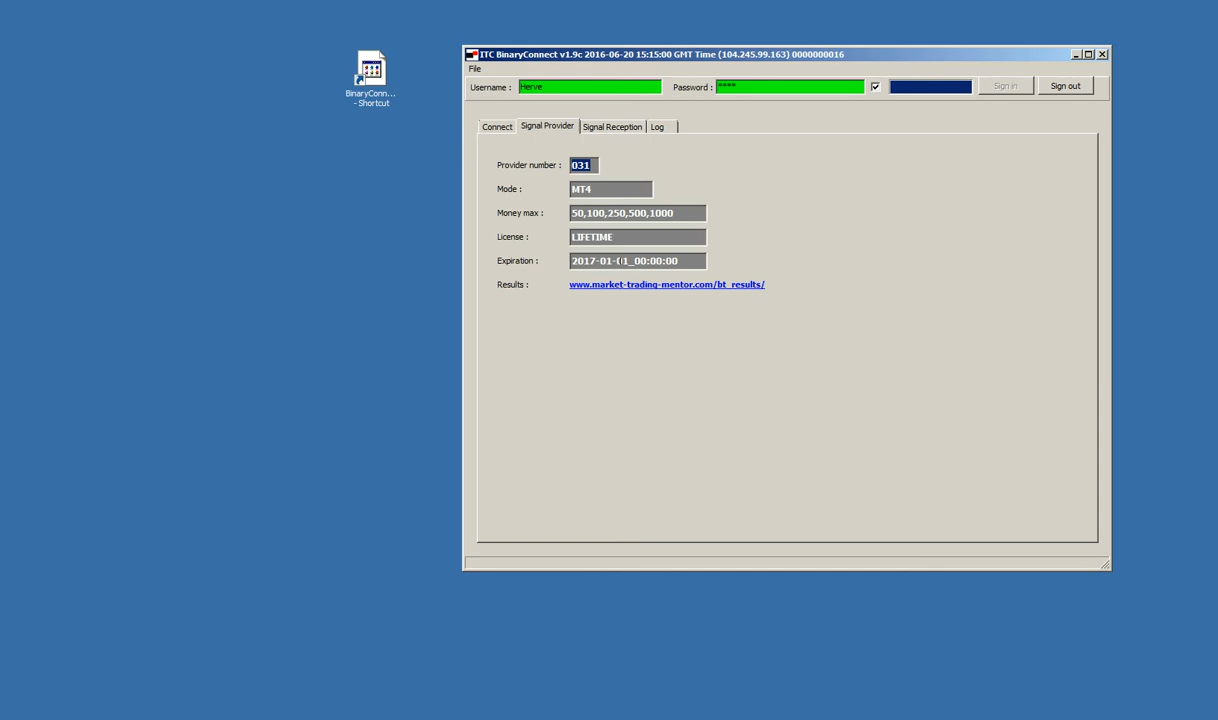 BinaryConn...
- Shortcut
ITC BinaryConnect v1.9c 2016-06-20 15:15:00 GMT Time (104.245.99.163) 0000000016
File
Username : Herve Password : **** Sign in Sign out
Connect Signal Provider Signal Reception Log
Provider number : 031
Mode : MT4
Money max : 50,100,250,500,1000
License : LIFETIME
Expiration : 2017-01-01_00:00:00
Results : www.market-trading-mentor.com/bt_results/